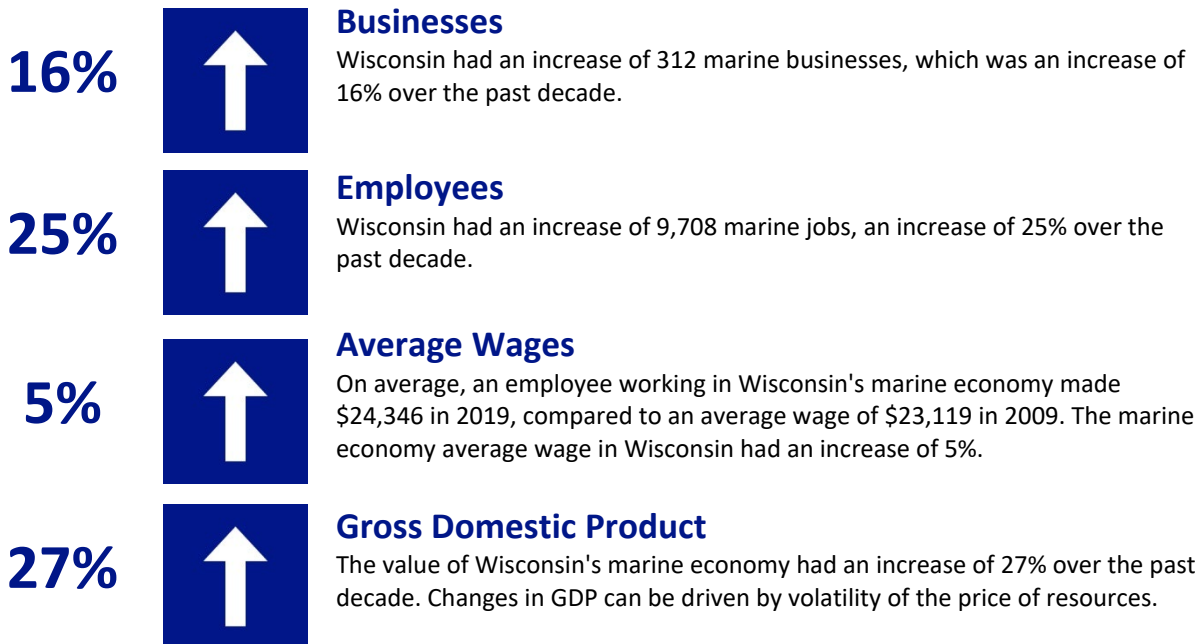 Businesses
16%
Wisconsin had an increase of 312 marine businesses, which was an increase of
16% over the past decade.
Employees
25%
Wisconsin had an increase of 9,708 marine jobs, an increase of 25% over the
past decade.
Average Wages
5%
On average, an employee working in Wisconsin's marine economy made
$24,346 in 2019, compared to an average wage of $23,119 in 2009. The marine
economy average wage in Wisconsin had an increase of 5%.
Gross Domestic Product
27%
The value of Wisconsin's marine economy had an increase of 27% over the past
decade. Changes in GDP can be driven by volatility of the price of resources.